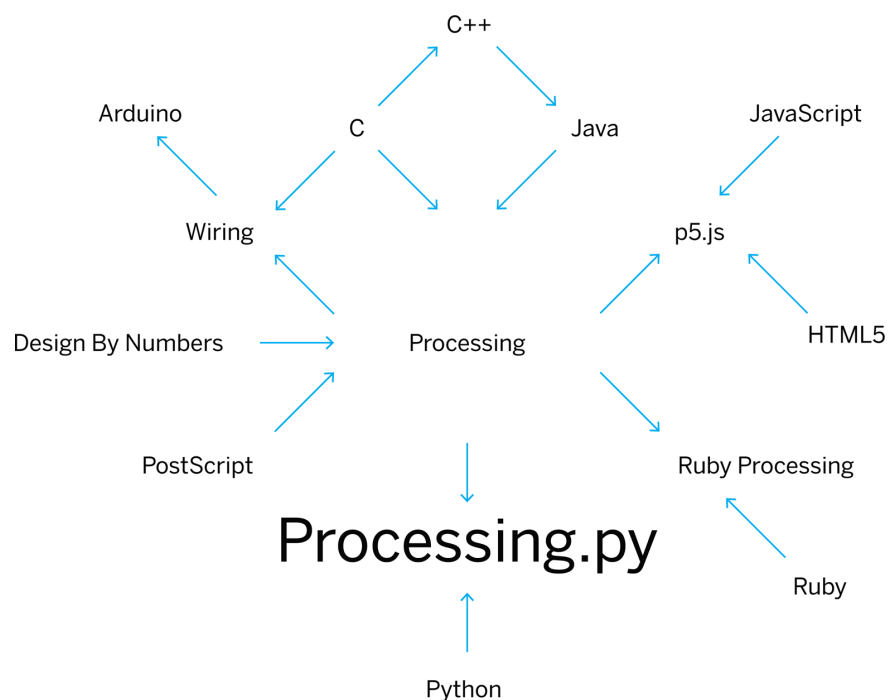 C++
Arduino
C
Java
JavaScript
Wiring
p5.js
Design By Numbers
Processing
HTML5
PostScript
Ruby Processing
Processing.py
Ruby
Python